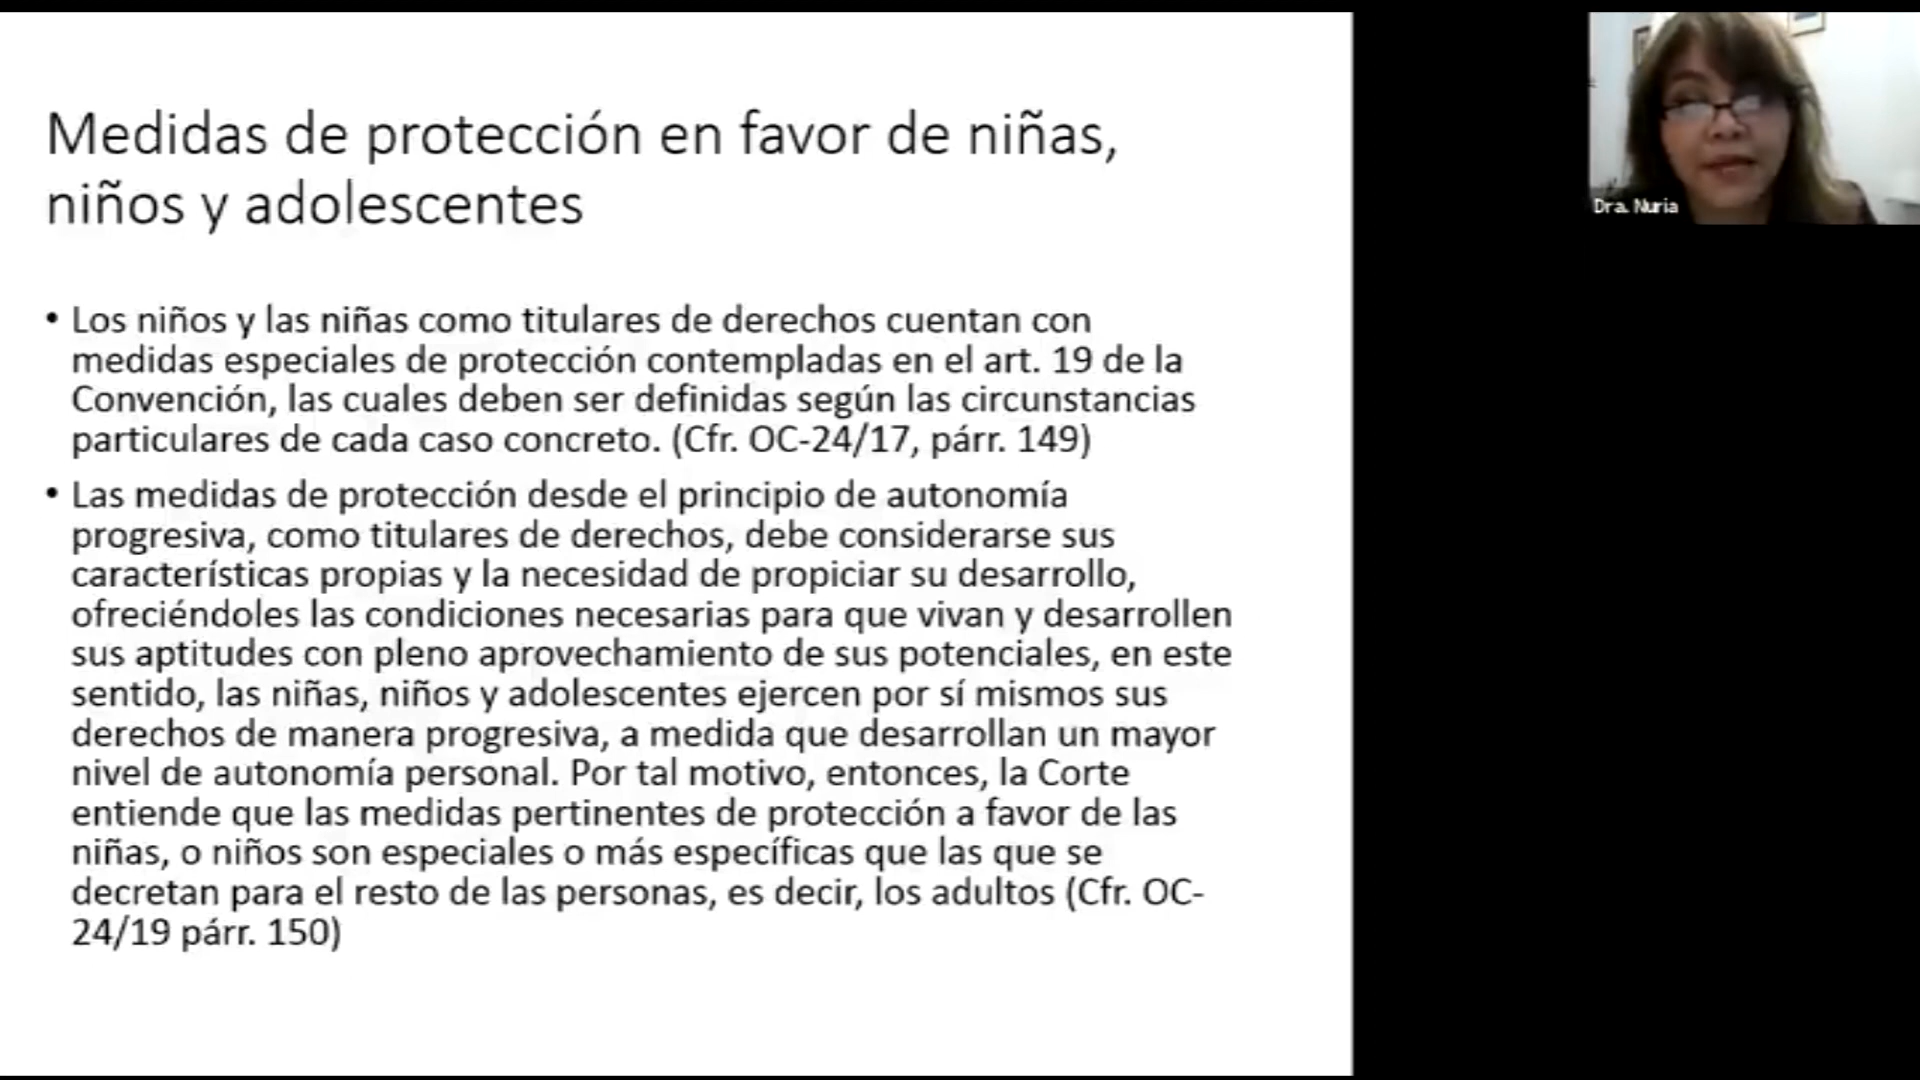 Medidas de protección en favor de niñas,
niños y adolescentes
• Los niños y las niñas como titulares de derechos cuentan con
medidas especiales de protección contempladas en el art. 19 de la
Convención, las cuales deben ser definidas según las circunstancias
particulares de cada caso concreto. (Cfr. OC-24/17, párr. 149)
• Las medidas de protección desde el principio de autonomía
progresiva, como titulares de derechos, debe considerarse sus
características propias y la necesidad de propiciar su desarrollo,
ofreciéndoles las condiciones necesarias para que vivan y desarrollen
sus aptitudes con pleno aprovechamiento de sus potenciales, en este
sentido, las niñas, niños y adolescentes ejercen por sí mismos sus
derechos de manera progresiva, a medida que desarrollan un mayor
nivel de autonomía personal. Por tal motivo, entonces, la Corte
entiende que las medidas pertinentes de protección a favor de las
niñas, o niños son especiales o más específicas que las que se
decretan para el resto de las personas, es decir, los adultos (Cfr. OC-
24/19 párr. 150)
Dra. Nuria